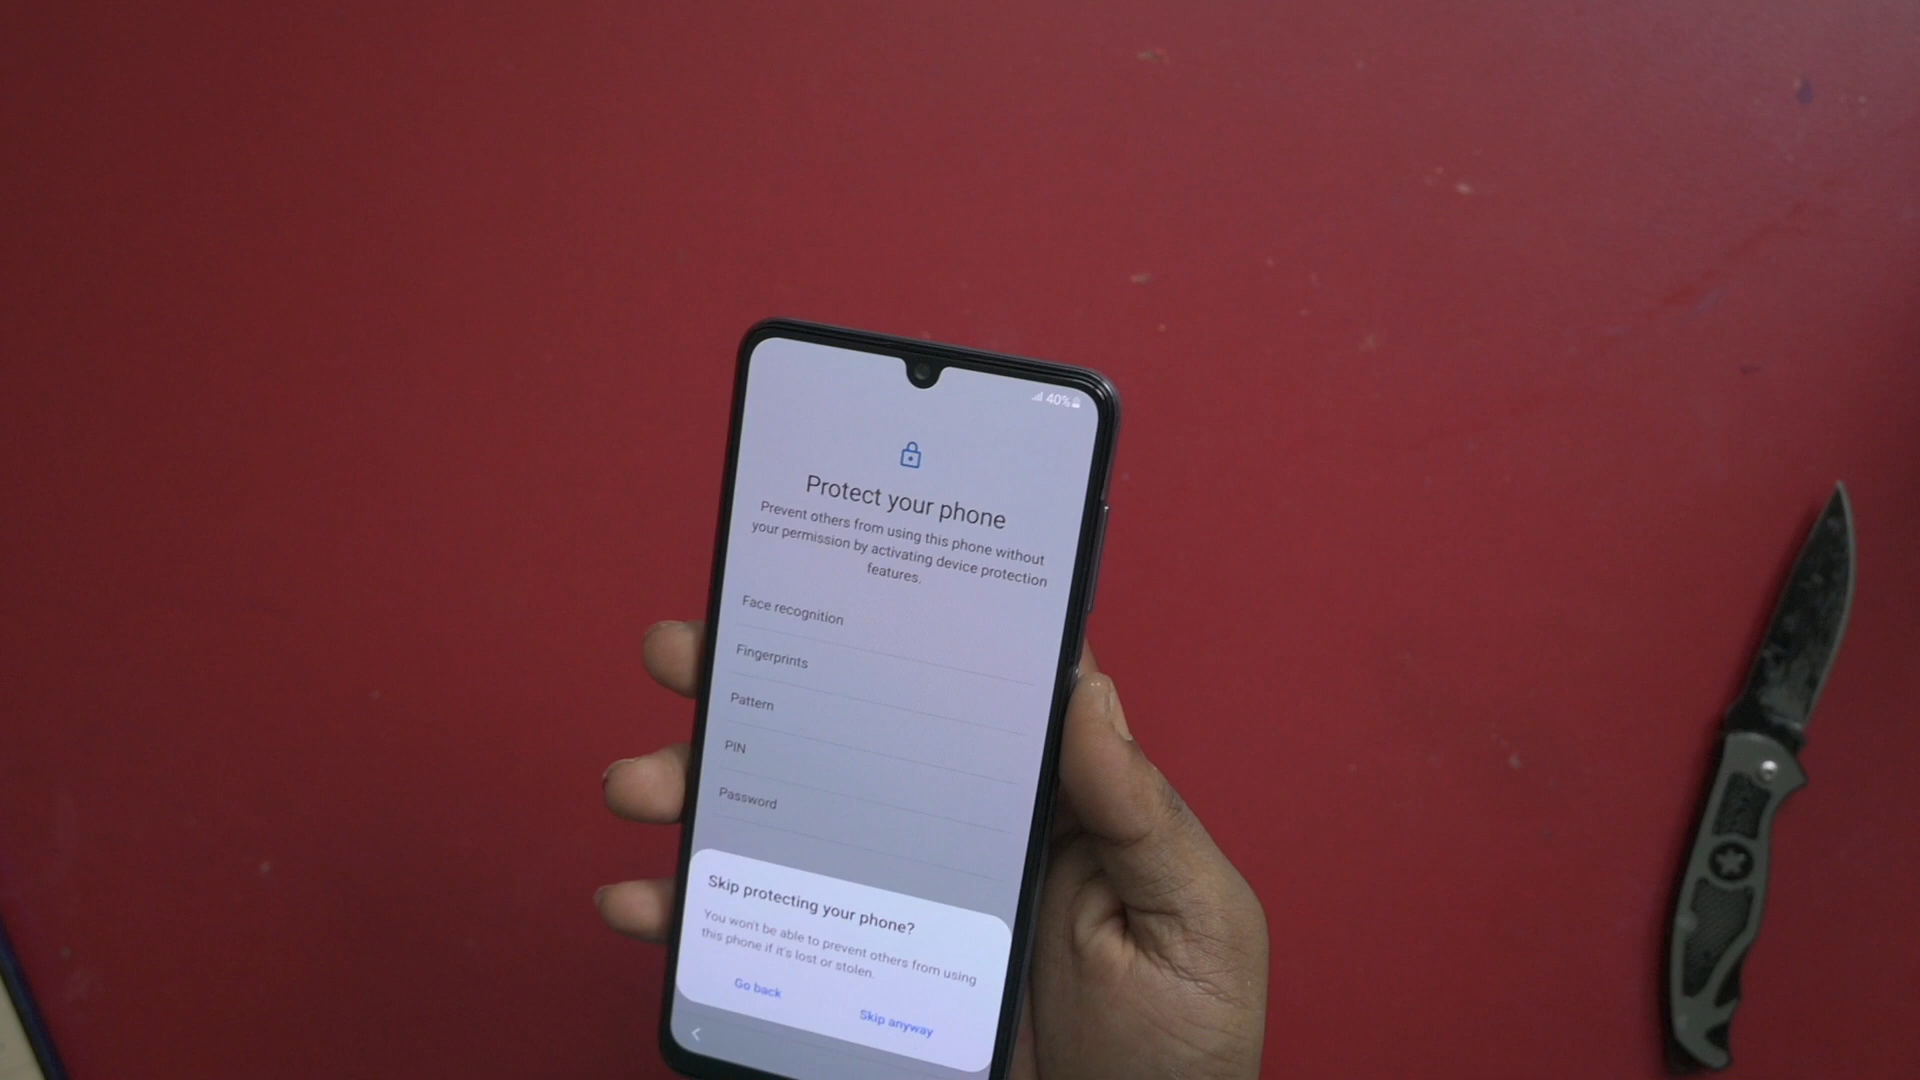 40%
Protect your phone
Prevent others from using this phone without
your permission by activating device protection
features.
Face recognition
Fingerprints
Pattern
PIN
Password
Skip protecting your phone?
You won't be able to prevent others from using
this phone if it's lost or stolen.
Go back
Skip anyway